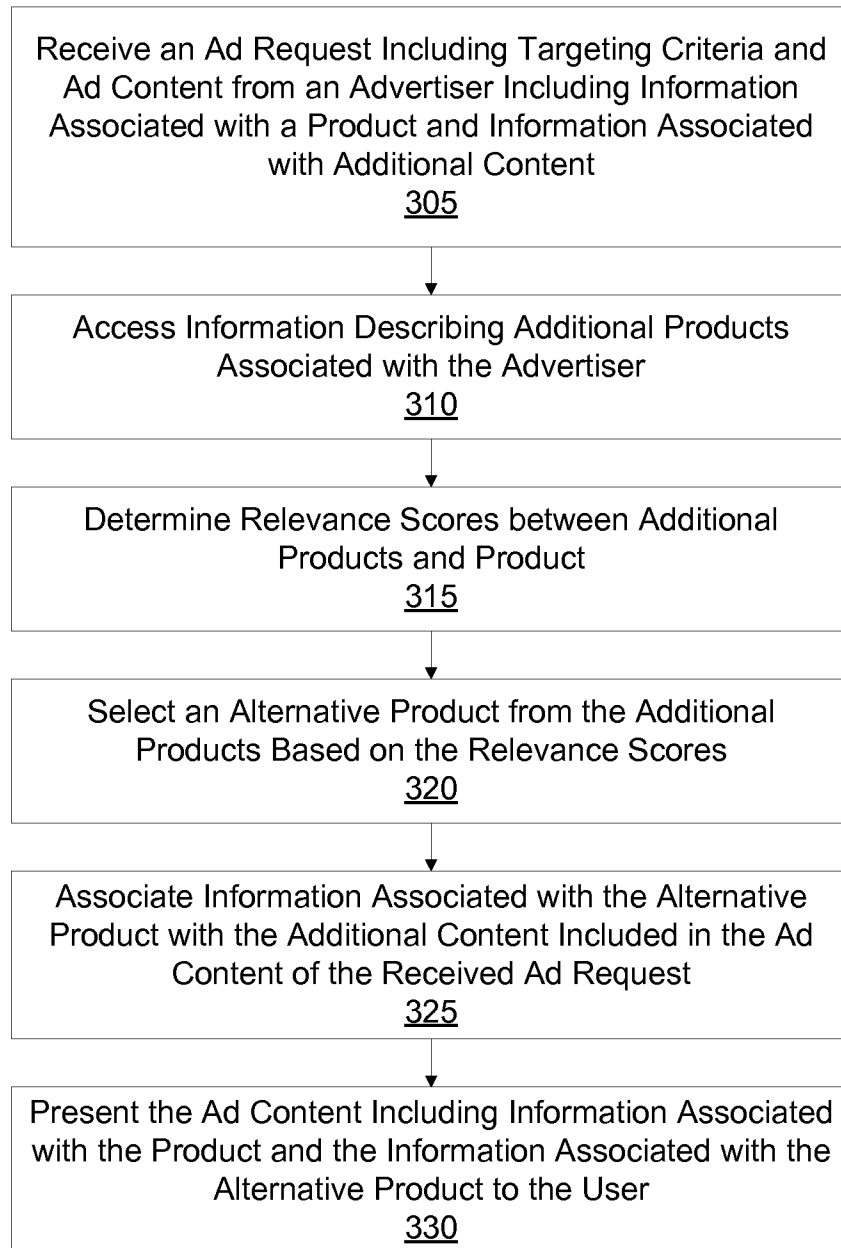 Receive an Ad Request Including Targeting Criteria and
Ad Content from an Advertiser Including Information
Associated with a Product and Information Associated
with Additional Content
305
Access Information Describing Additional Products
Associated with the Advertiser
310
Determine Relevance Scores between Additional
Products and Product
315
Select an Alternative Product from the Additional
Products Based on the Relevance Scores
320
Associate Information Associated with the Alternative
Product with the Additional Content Included in the Ad
Content of the Received Ad Request
325
Present the Ad Content Including Information Associated
with the Product and the Information Associated with the
Alternative Product to the User
330